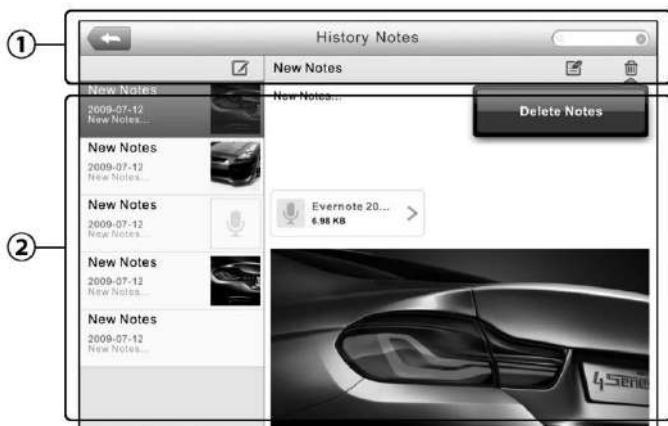 1
History Notes
New Notes
New Notes
2009-07-12
New Notes...
New Notes...
Delete Notes
New Notes
2009-07-12
New Notes...
Evernote 20...
6.98 KB
2
New Notes
2009-07-12
New Notes...
New Notes
2009-07-12
New Notes...
New Notes
2009-07-12
New Notes...
4Serie